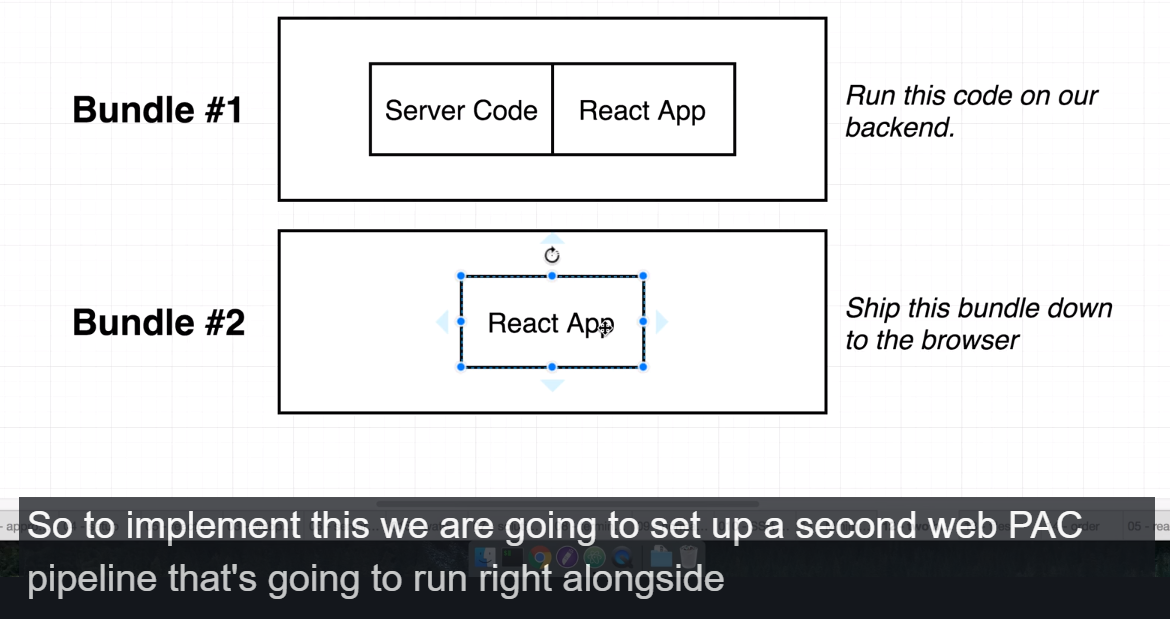 Bundle #1
Server Code
React App
Run this code on our
backend.
Bundle #2
React App
Ship this bundle down
to the browser
So to implement this we are going to set up a second web PAC
pipeline that's going to run right alongside